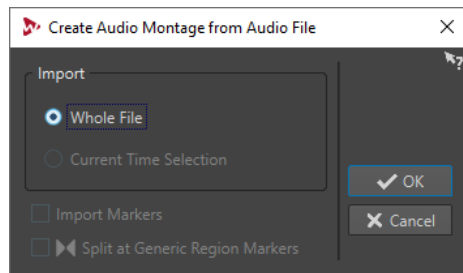 Create Audio Montage from Audio File
Import
Whole File
Current Time Selection
Import Markers
Split at Generic Region Markers
OK
Cancel